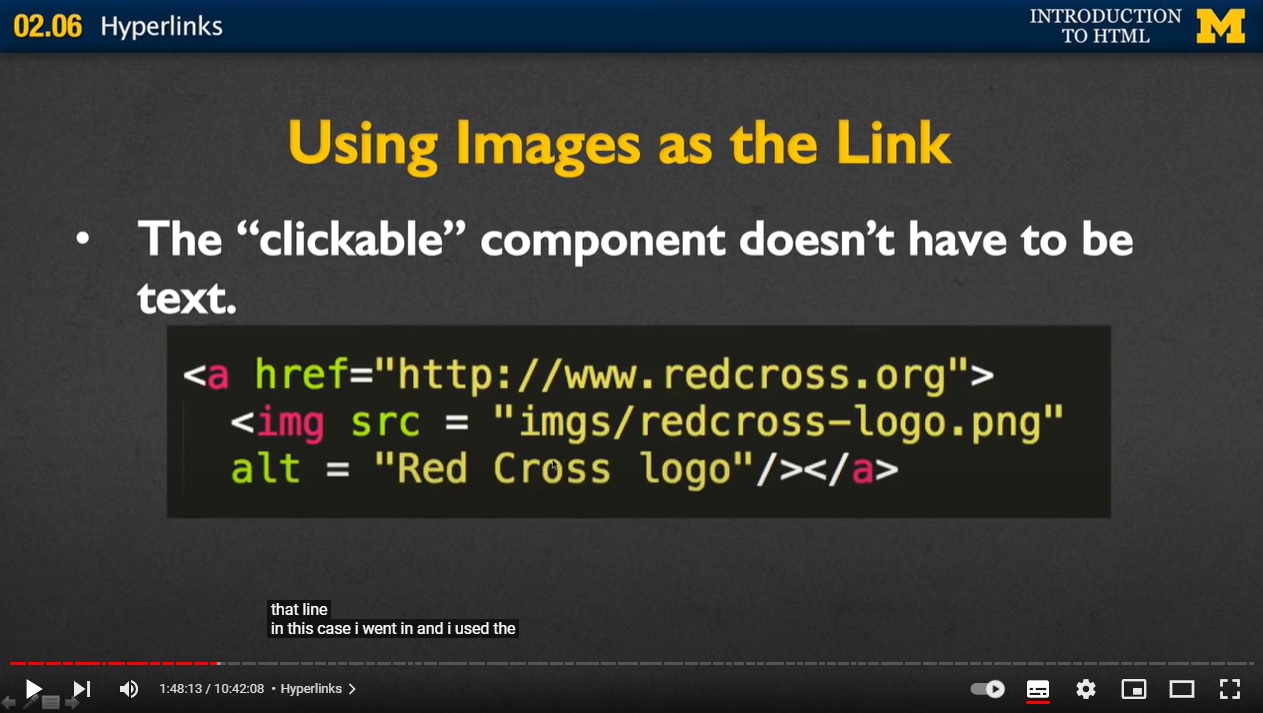 02.06 Hyperlinks
INTRODUCTION
TO HTML
M
Using Images as the Link
• The “clickable” component doesn’t have to be
text.
<a href="http://www.redcross.org">
<img src = "imgs/redcross-logo.png"
alt = "Red Cross logo"/></a>
that line
in this case i went in and i used the
1:48:13 / 10:42:08 • Hyperlinks